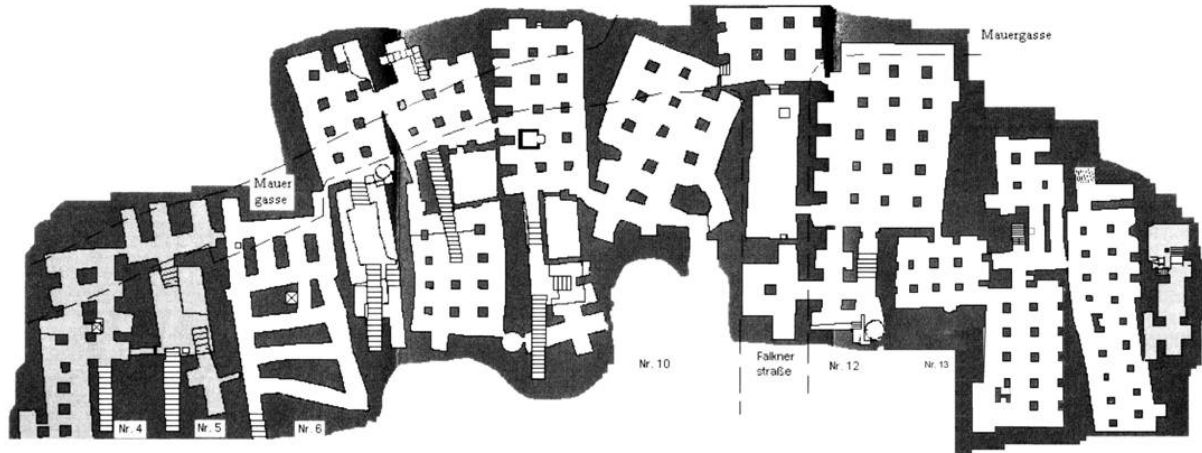 Mauergasse
Mauer
gasse
Nr. 4
Nr. 5
Nr. 6
Nr. 10
Falkner
straße
Nr. 12
Nr. 13